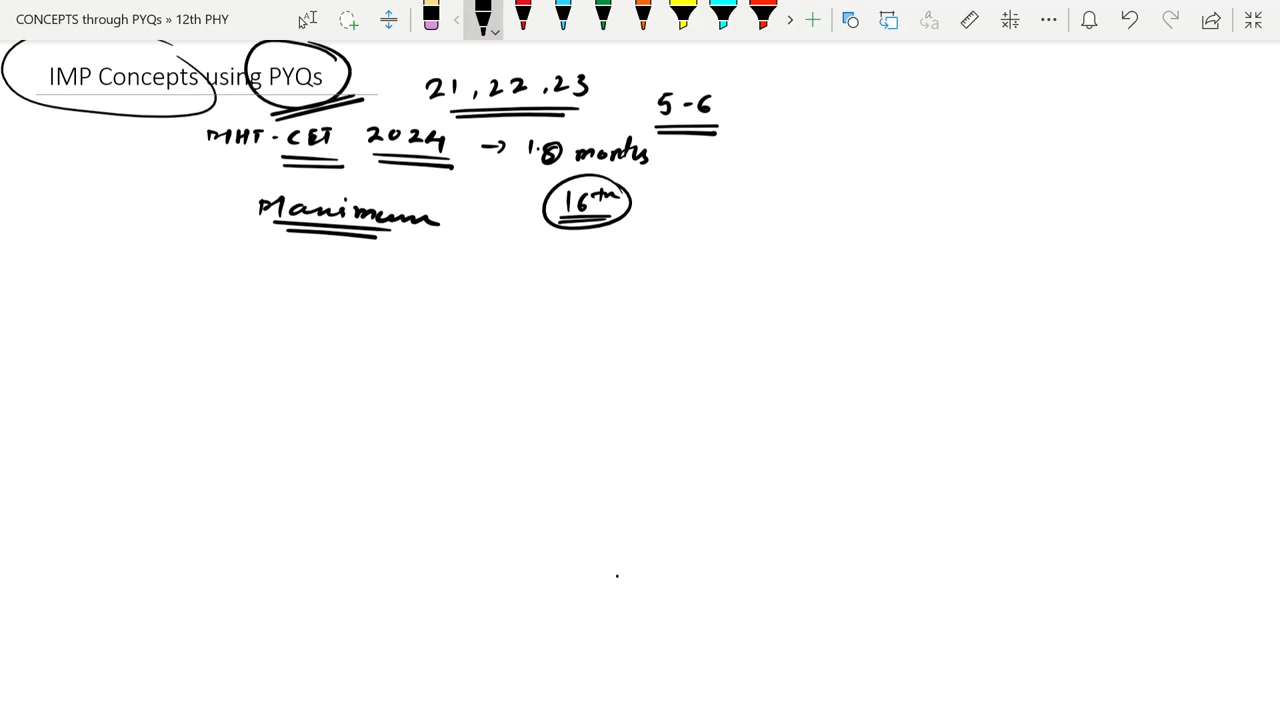 CONCEPTS through PYQs » 12th PHY
IMP Concepts using PYQs
21, 22, 23
5-6
MHT-CET 2024 → 1.5 months
16th
Maximum